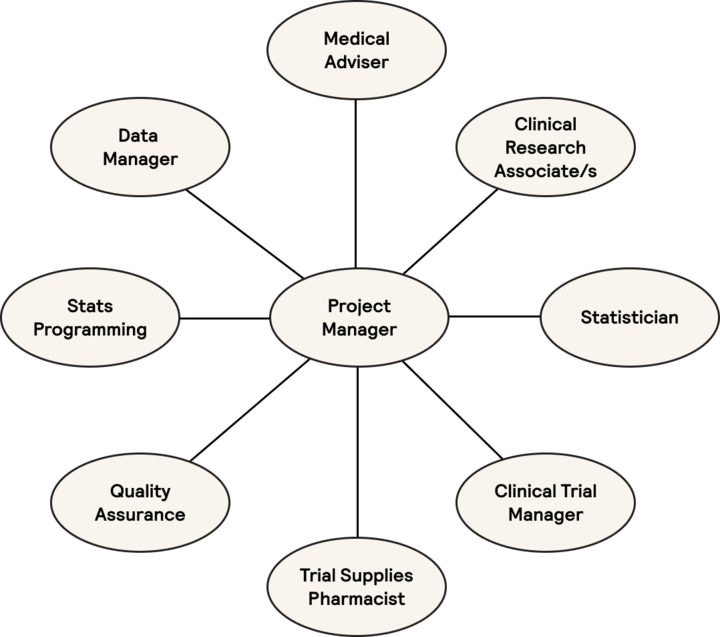 Medical
Adviser
Data
Manager
Clinical
Research
Associate/s
Stats
Programming
Project
Manager
Statistician
Quality
Assurance
Clinical Trial
Manager
Trial Supplies
Pharmacist